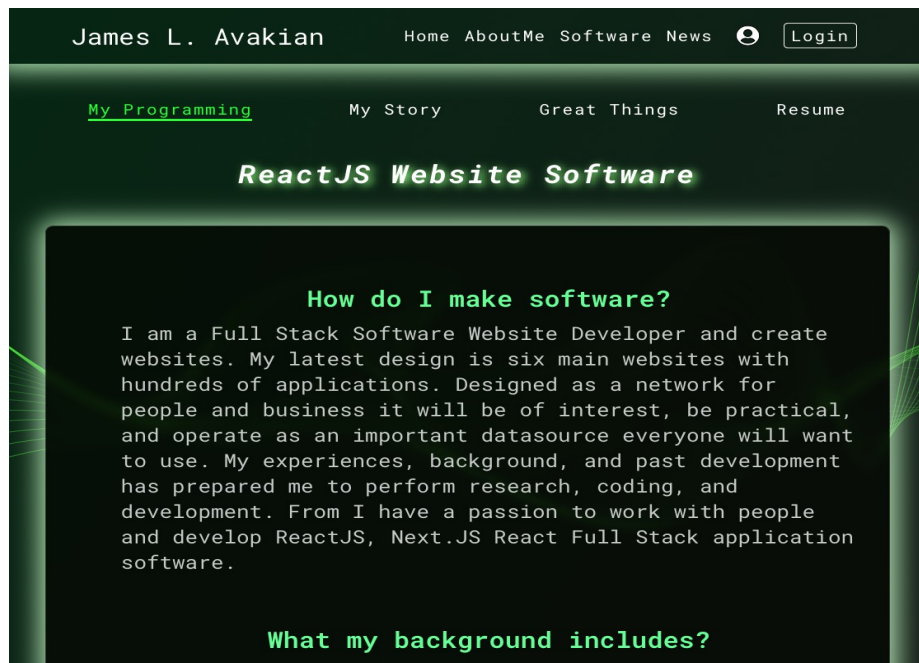 James L. Avakian
Home AboutMe Software News Login
My Programming My Story Great Things Resume
ReactJS Website Software
How do I make software?
I am a Full Stack Software Website Developer and create
websites. My latest design is six main websites with
hundreds of applications. Designed as a network for
people and business it will be of interest, be practical,
and operate as an important datasource everyone will want
to use. My experiences, background, and past development
has prepared me to perform research, coding, and
development. From I have a passion to work with people
and develop ReactJS, Next.JS React Full Stack application
software.
What my background includes?